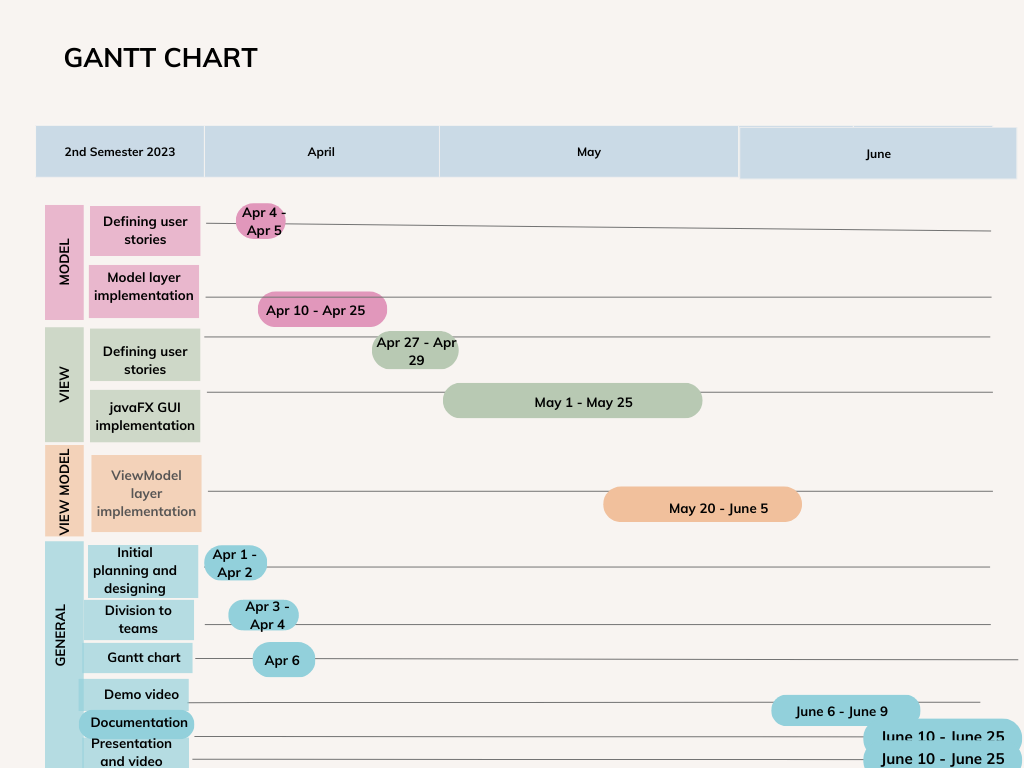 GANTT CHART
2nd Semester 2023
April
May
June
MODEL
Defining user
stories
Apr 4 -
Apr 5
Model layer
implementation
Apr 10 - Apr 25
VIEW
Defining user
stories
Apr 27 - Apr
29
javaFX GUI
implementation
May 1 - May 25
VIEW MODEL
ViewModel
layer
implementation
May 20 - June 5
GENERAL
Initial
planning and
designing
Apr 1 -
Apr 2
Division to
teams
Apr 3 -
Apr 4
Gantt chart
Apr 6
Demo video
June 6 - June 9
Documentation
June 10 - June 25
Presentation
and video
June 10 - June 25